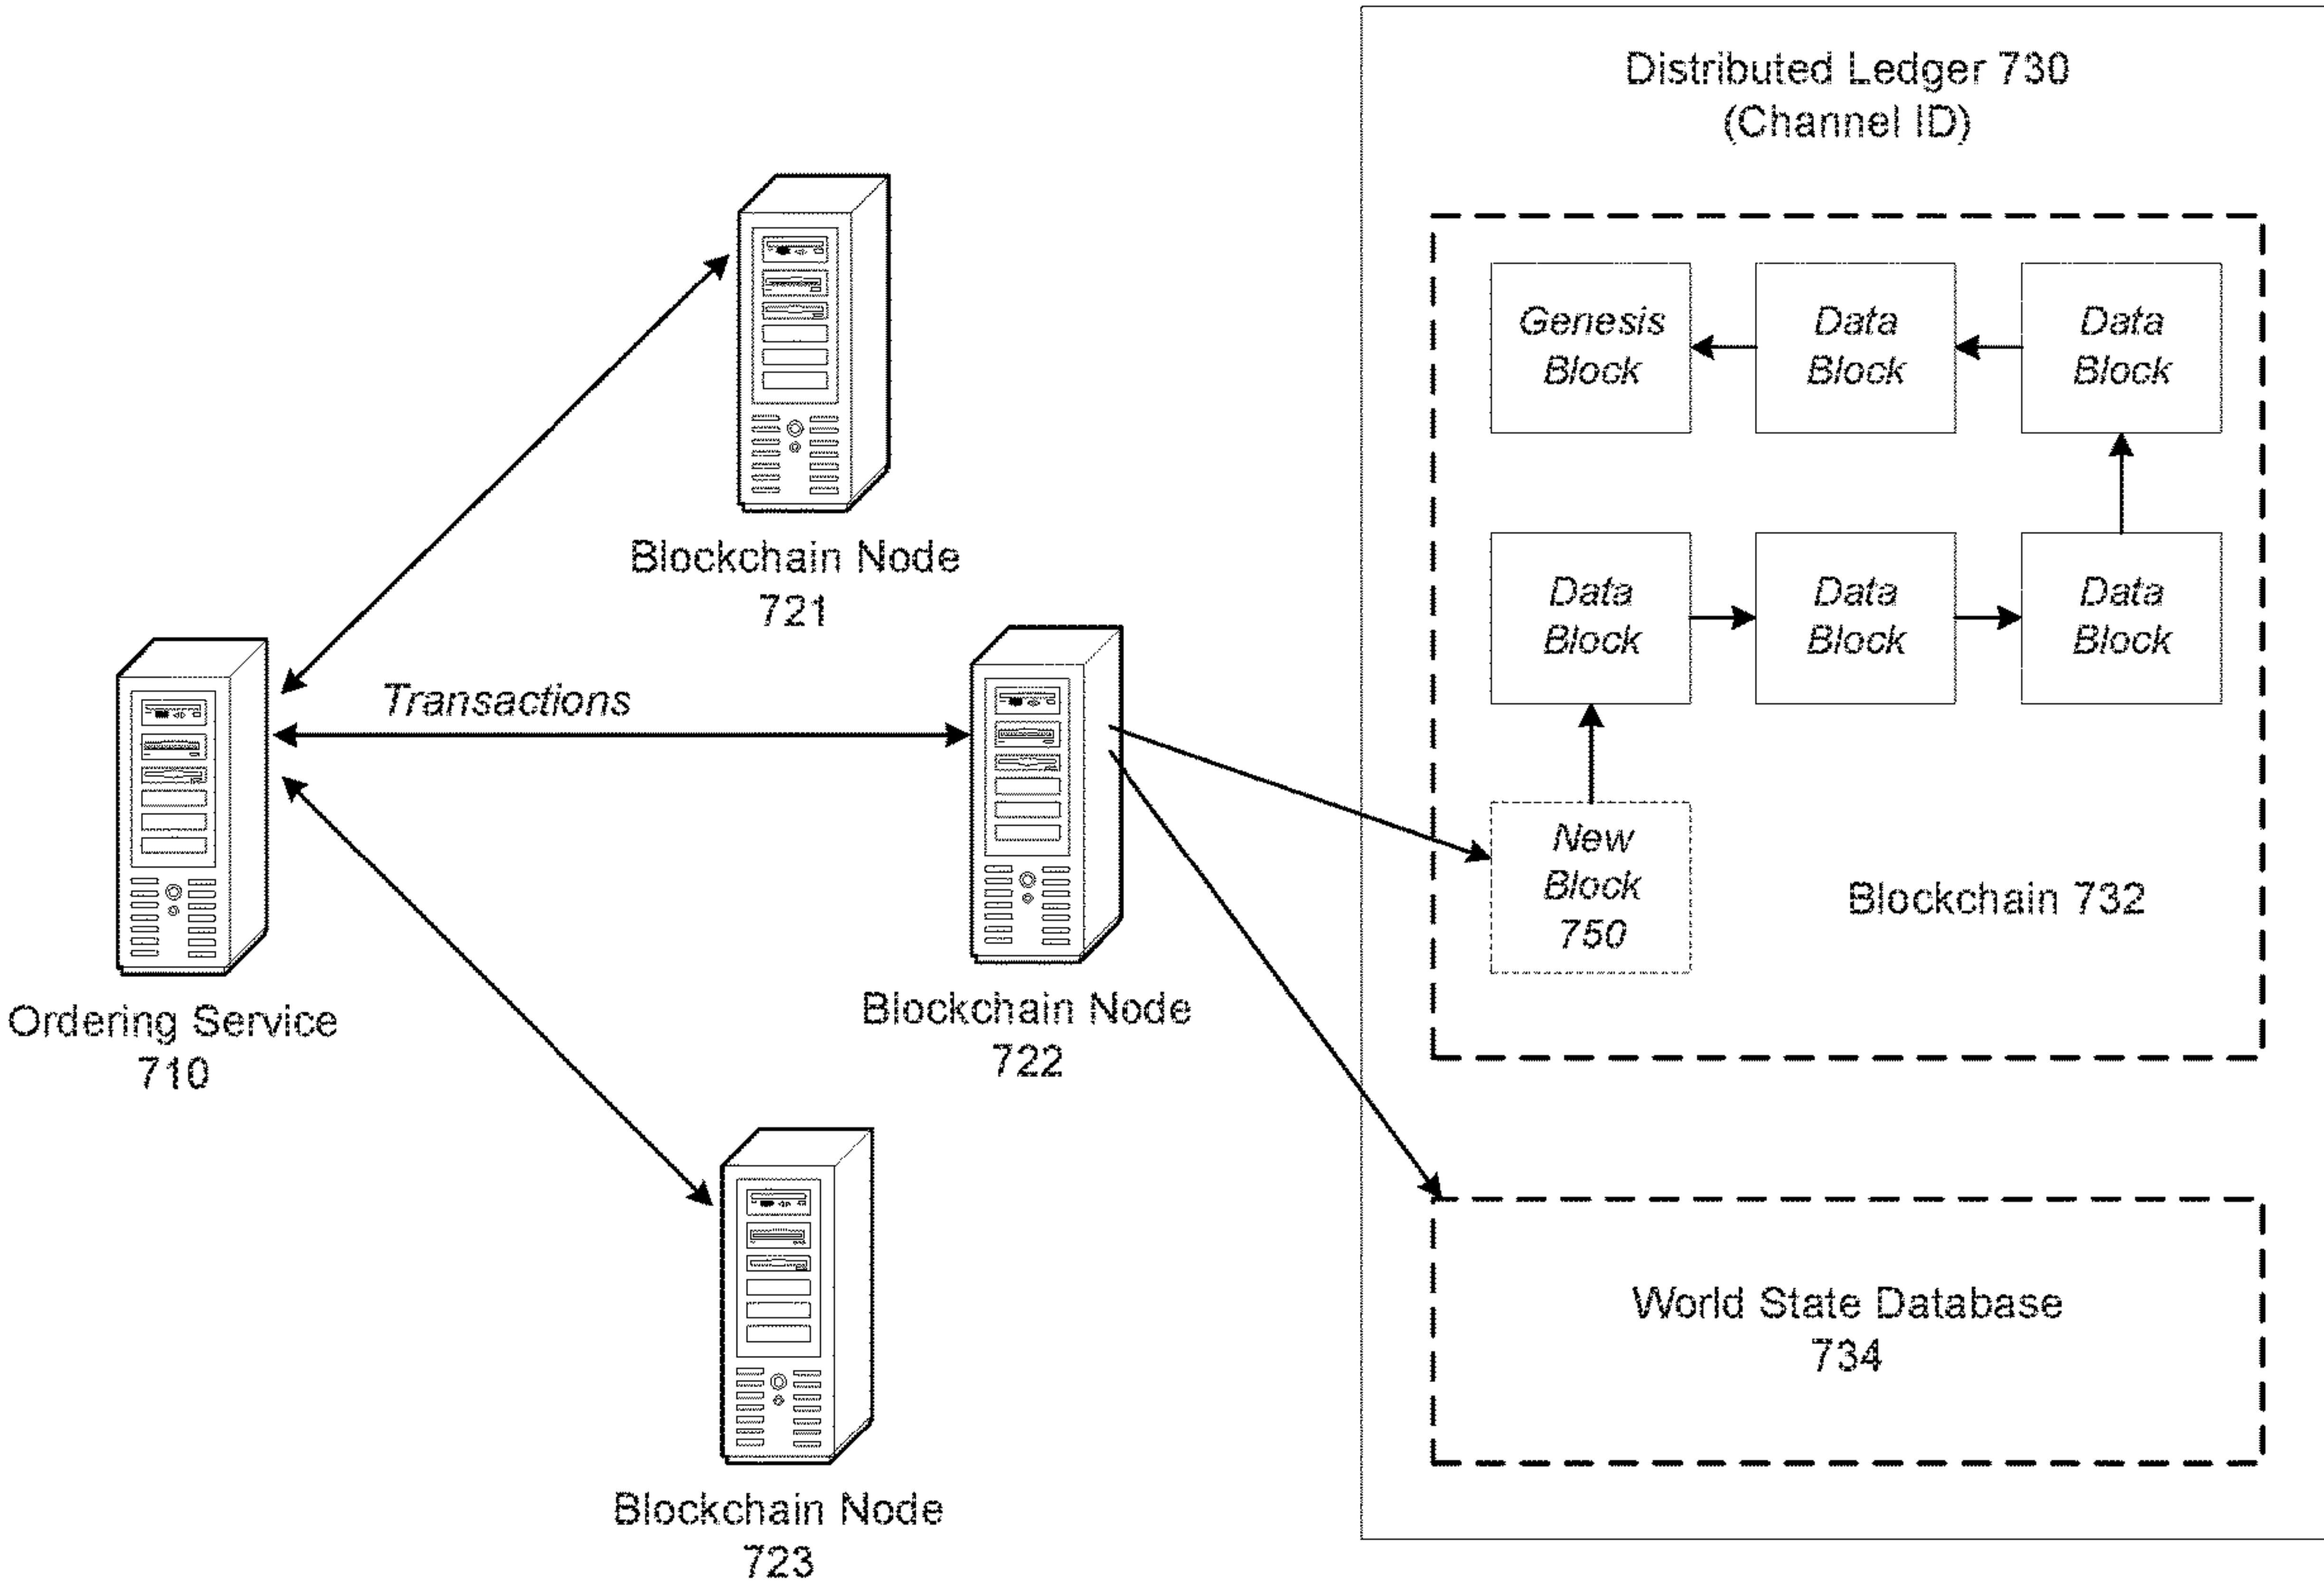 Distributed Ledger 730
(Channel ID)
Genesis
Block
Data
Block
Data
Block
Data
Block
Data
Block
Data
Block
New
Block
750
Blockchain 732
World State Database
734
Blockchain Node
721
Transactions
Ordering Service
710
Blockchain Node
722
Blockchain Node
723